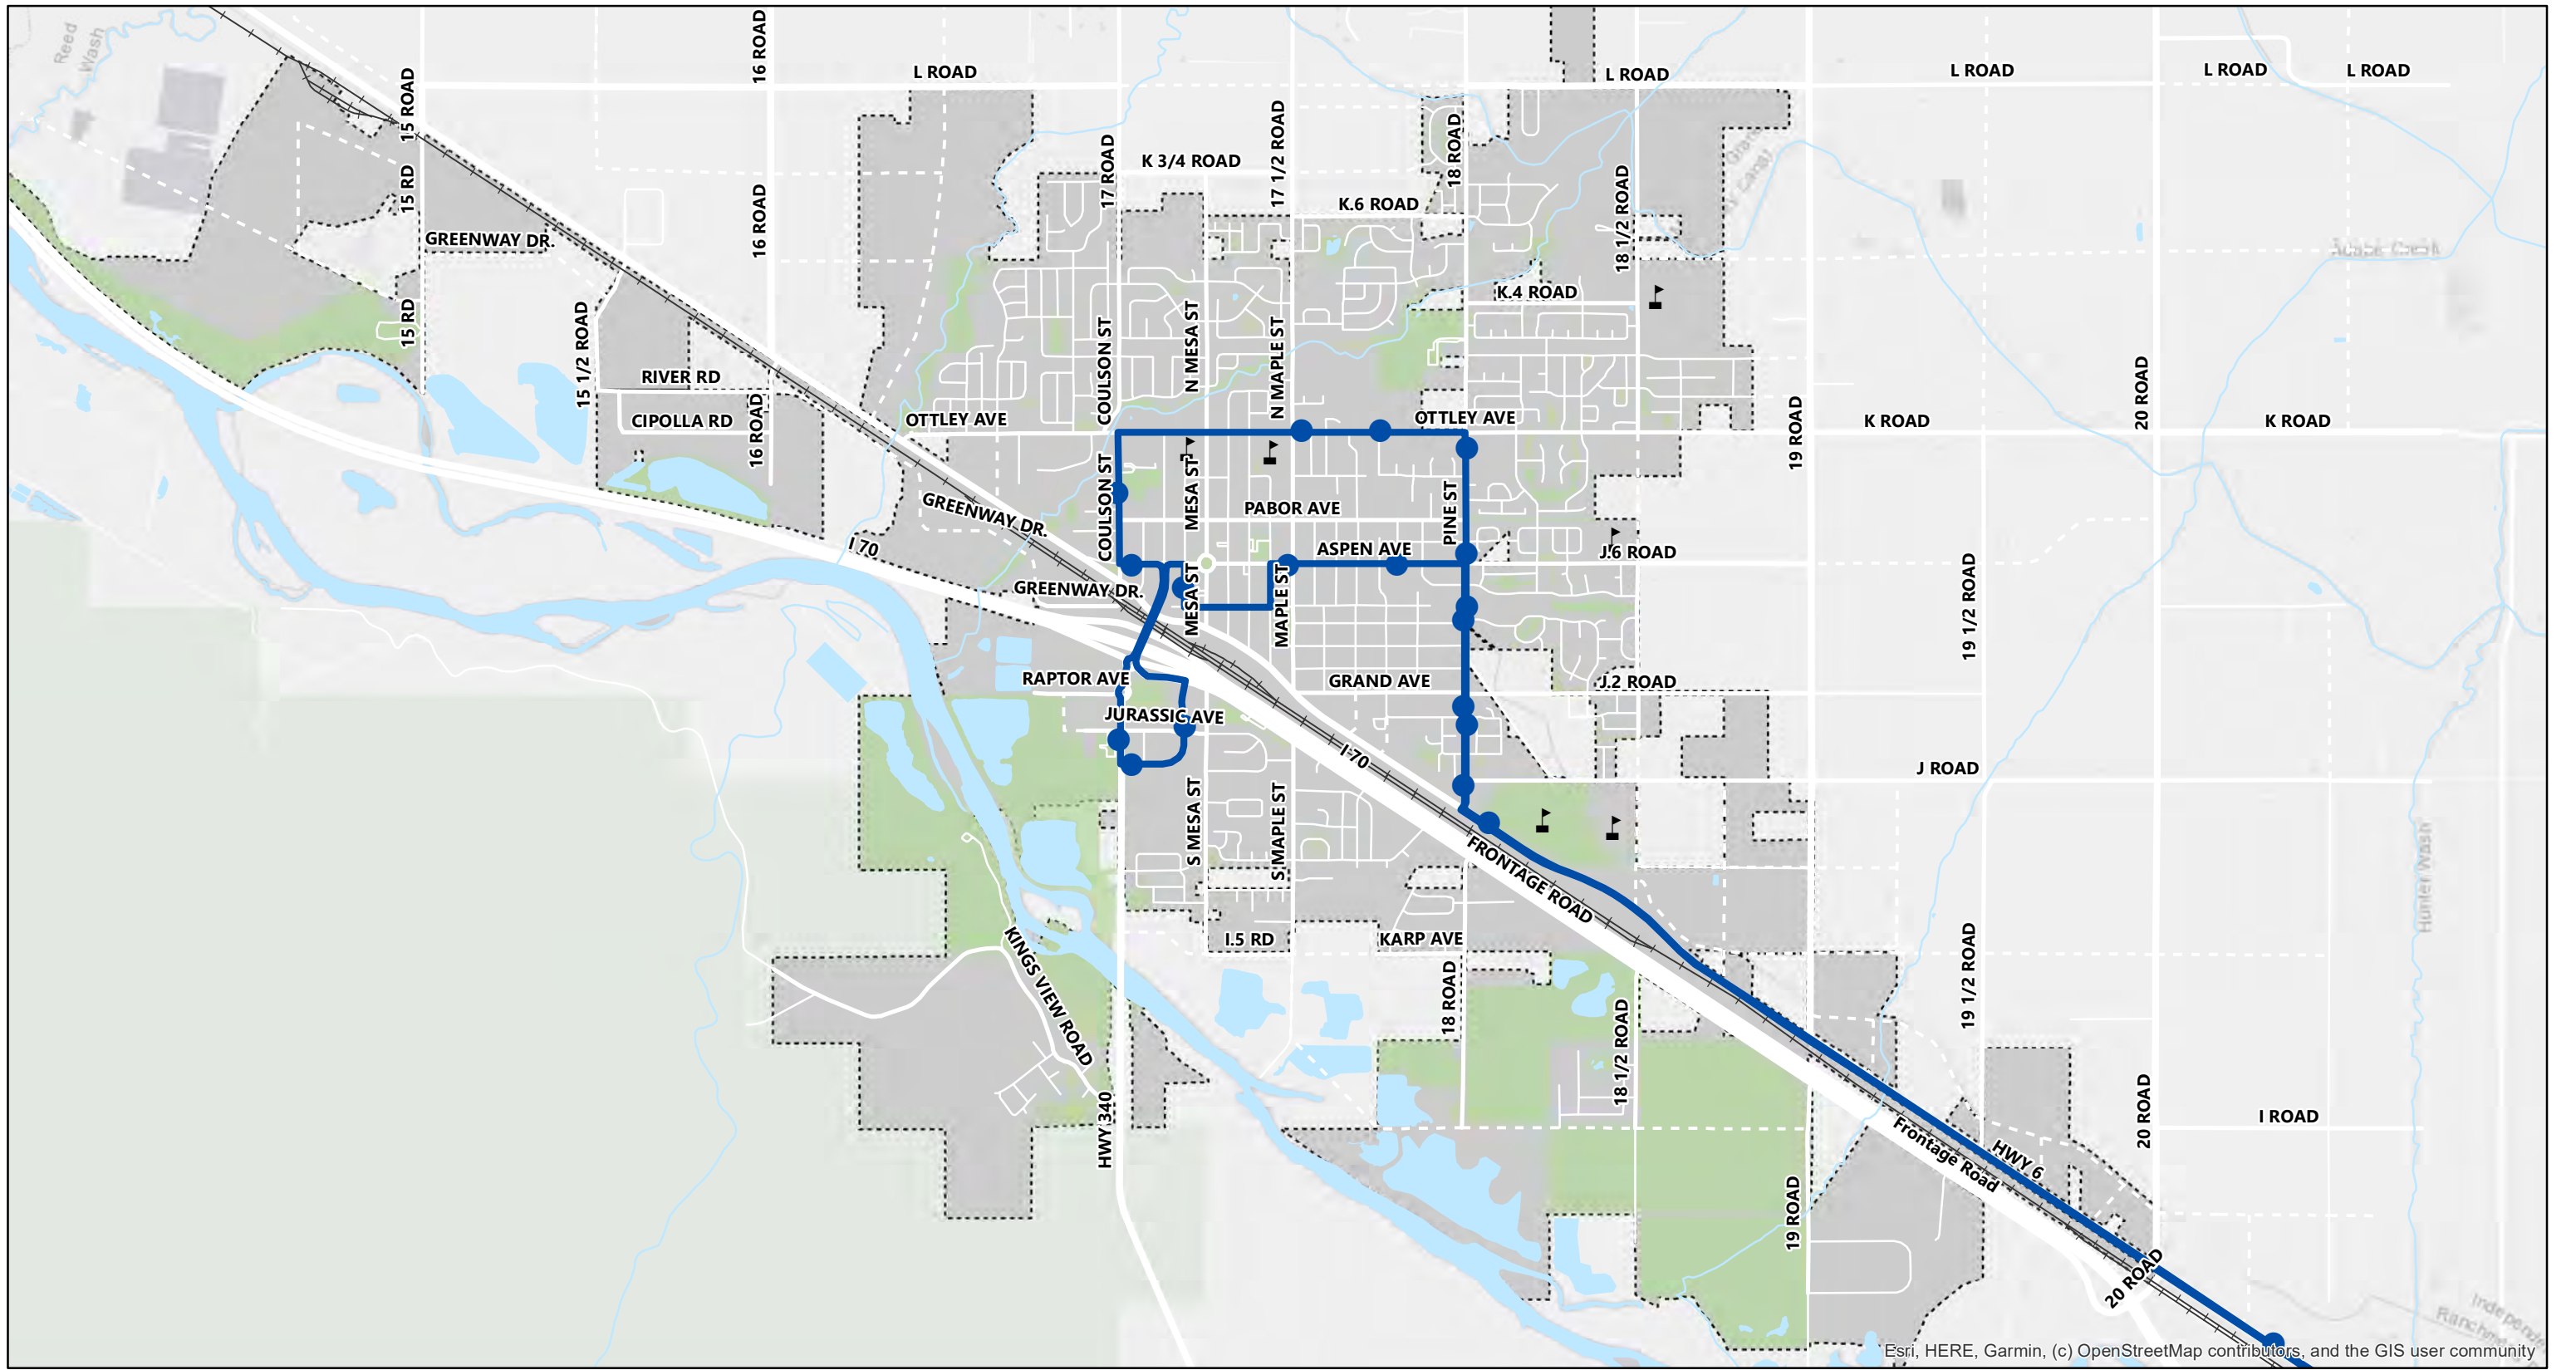 Reed
Wash
15 ROAD
16 ROAD
L ROAD
L ROAD
L ROAD
L ROAD
L ROAD
17 ROAD
K 3/4 ROAD
17 1/2 ROAD
18 ROAD
18 1/2 ROAD
15 RD
16 ROAD
K.6 ROAD
GREENWAY DR.
Adobe Creek
K.4 ROAD
15 RD
15 1/2 ROAD
COULSON ST
N MESA ST
N MAPLE ST
RIVER RD
CIPOLLA RD
16 ROAD
OTTLEY AVE
OTTLEY AVE
19 ROAD
K ROAD
20 ROAD
K ROAD
GREENWAY DR.
COULSON ST
MESA ST
PABOR AVE
PINE ST
I 70
ASPEN AVE
J.6 ROAD
GREENWAY DR.
MESA ST
MAPLE ST
19 1/2 ROAD
RAPTOR AVE
GRAND AVE
J.2 ROAD
JURASSIC AVE
I 70
J ROAD
S MESA ST
S MAPLE ST
FRONTAGE ROAD
Hunter Wash
KINGS VIEW ROAD
I.5 RD
KARP AVE
18 ROAD
18 1/2 ROAD
19 1/2 ROAD
HWY 340
19 ROAD
Frontage Road
HWY 6
20 ROAD
I ROAD
20 ROAD
Ranchm
Esri, HERE, Garmin, (c) OpenStreetMap contributors, and the GIS user community